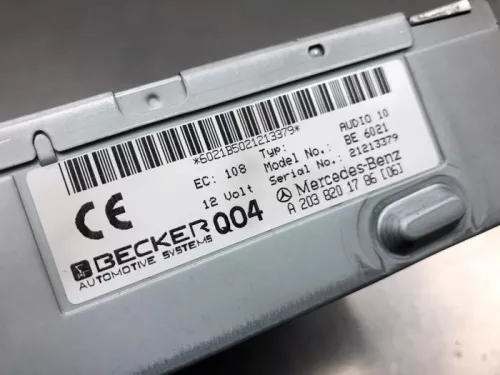 *6021B5021213379*
EC: 108
12 Volt
Typ: AUDIO 10
Model No.: BE 6021
Serial No.: 21213379
Mercedes-Benz
A 203 820 17 86 [06]
CE
BECKER Q04
AUTOMOTIVE SYSTEMS